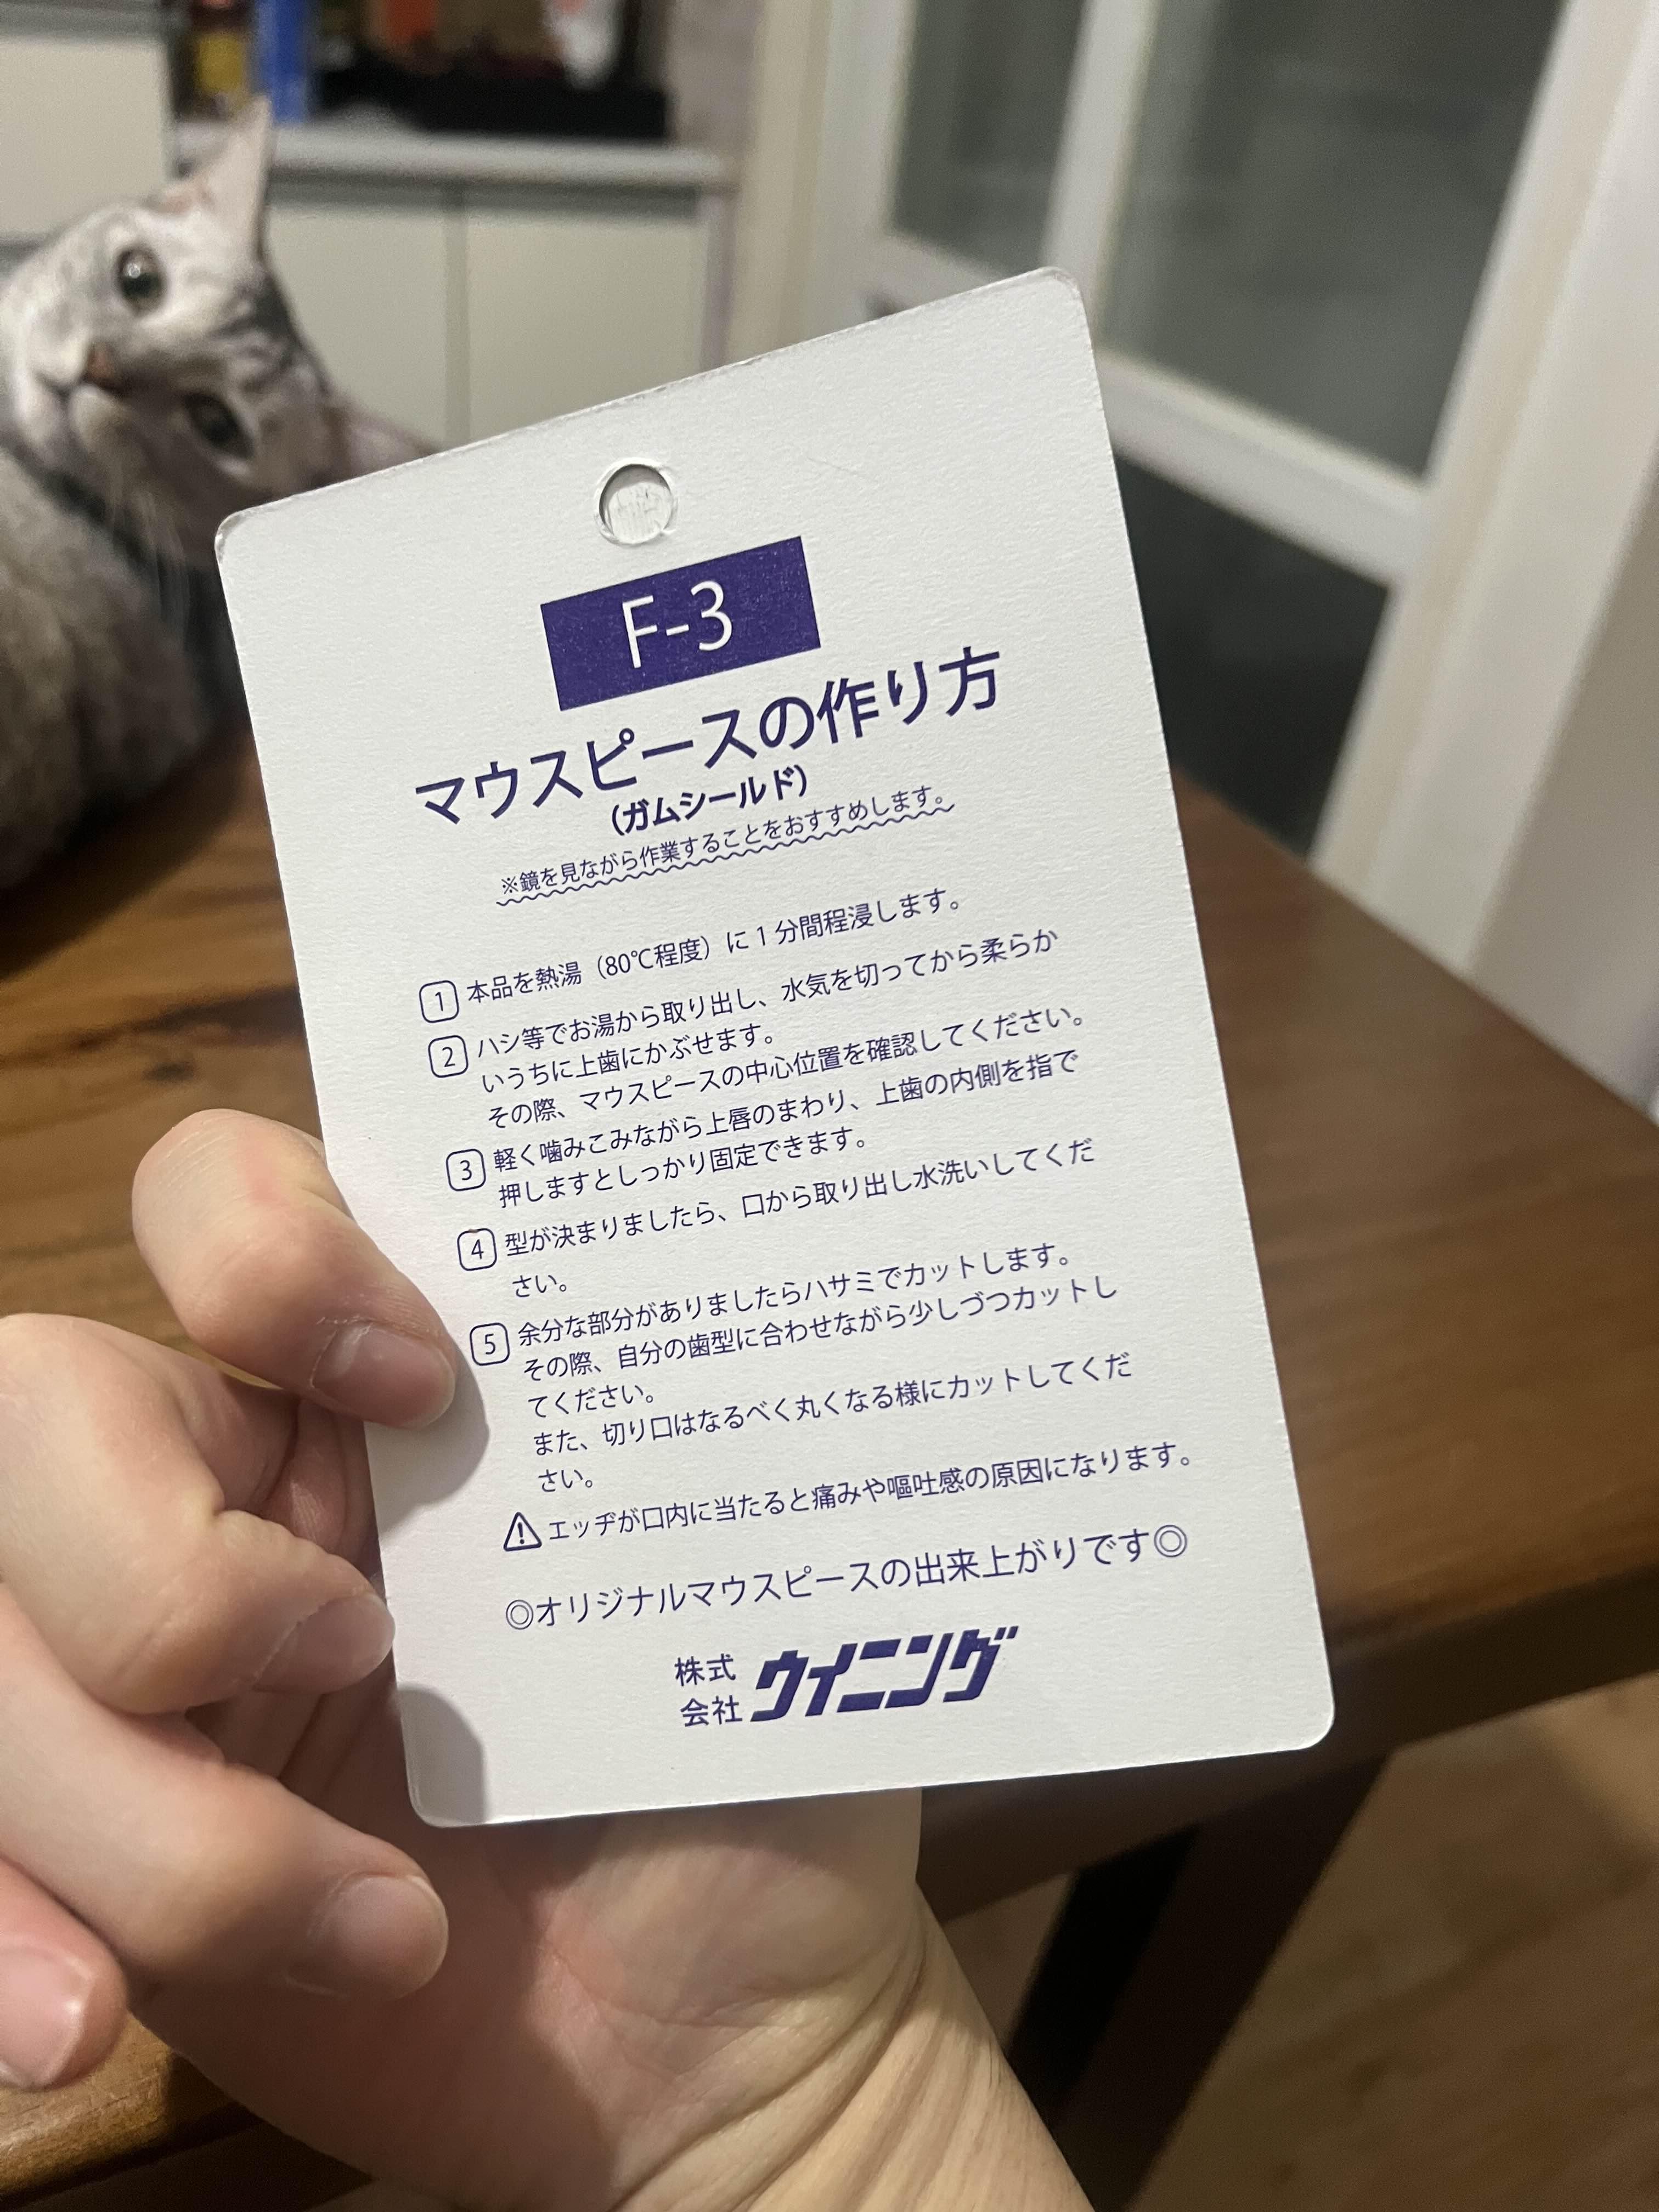 F-3
マウスピースの作り方
（ガムシールド）
※鏡を見ながら作業することをおすすめします。
1 本品を熱湯（80℃程度）に1分間程浸します。
2 ハシ等でお湯から取り出し、水気を切ってから柔らか
いうちに上歯にかぶせます。
その際、マウスピースの中心位置を確認してください。
3 軽く噛みこみながら上唇のまわり、上歯の内側を指で
押しますとしっかり固定できます。
4 型が決まりましたら、口から取り出し水洗いしてくだ
さい。
5 余分な部分がありましたらハサミでカットします。
その際、自分の歯型に合わせながら少しづつカットし
てください。
また、切り口はなるべく丸くなる様にカットしてくだ
さい。
⚠エッヂが口内に当たると痛みや嘔吐感の原因になります。
◎オリジナルマウスピースの出来上がりです◎
株式
会社 ウイニング